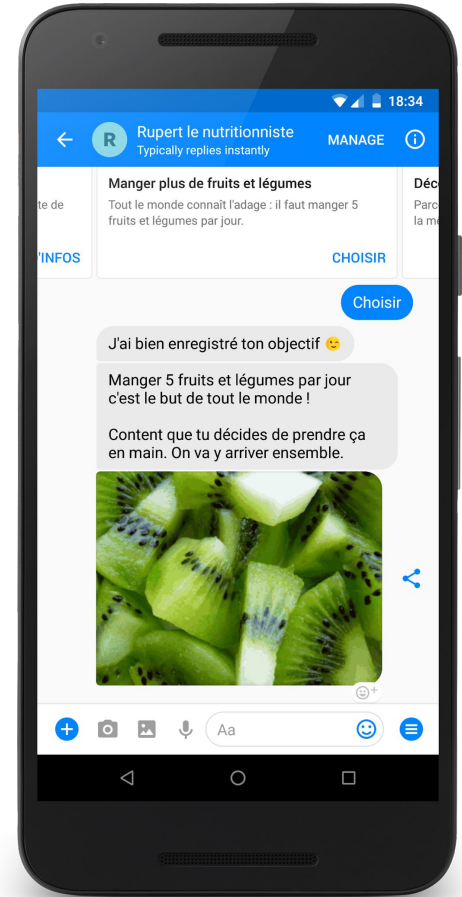 18:34
R
Rupert le nutritionniste
Typically replies instantly
MANAGE
Manger plus de fruits et légumes
Tout le monde connaît l'adage : il faut manger 5
fruits et légumes par jour.
CHOISIR
te de
'INFOS
Déc
Parc
la me
Choisir
J'ai bien enregistré ton objectif 😉
Manger 5 fruits et légumes par jour
c'est le but de tout le monde !
Content que tu décides de prendre ça
en main. On va y arriver ensemble.
Aa